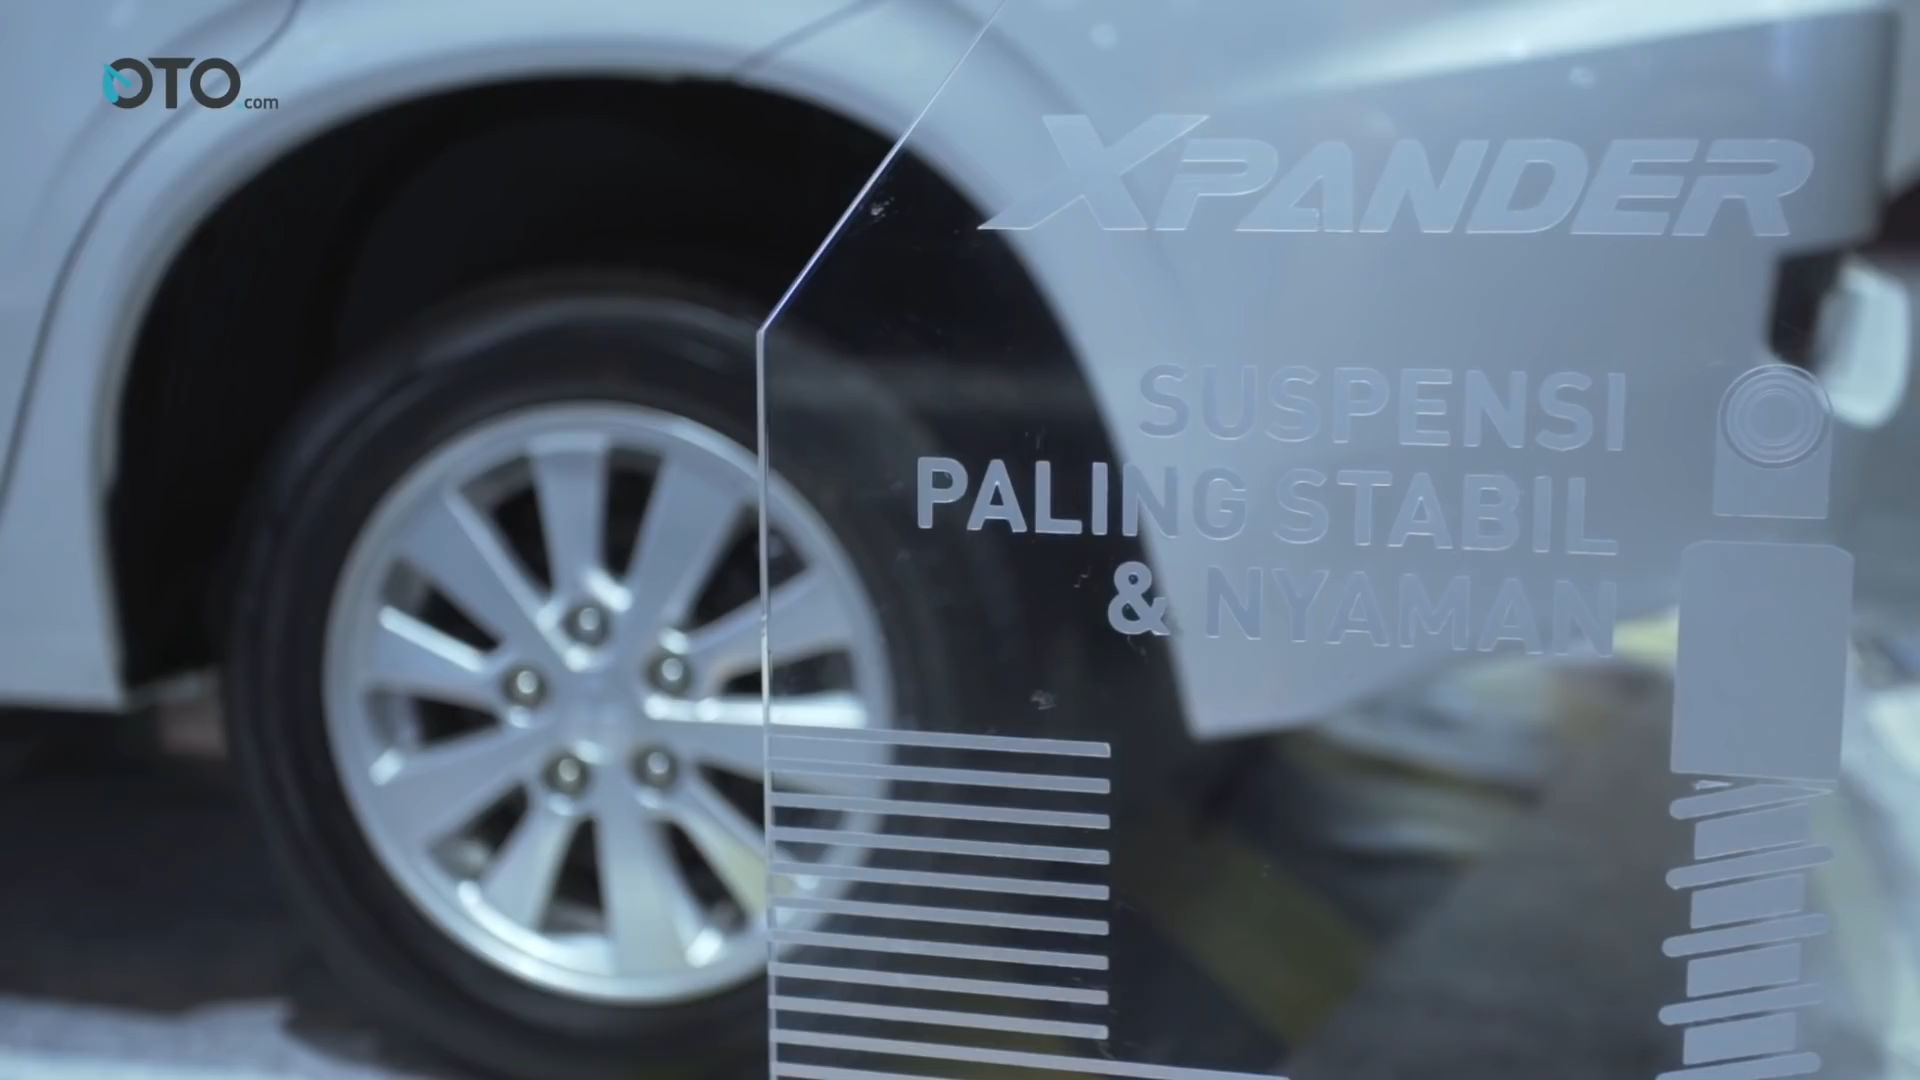 OTO.com
XPANDER
SUSPENSI
PALING STABIL
& NYAMAN